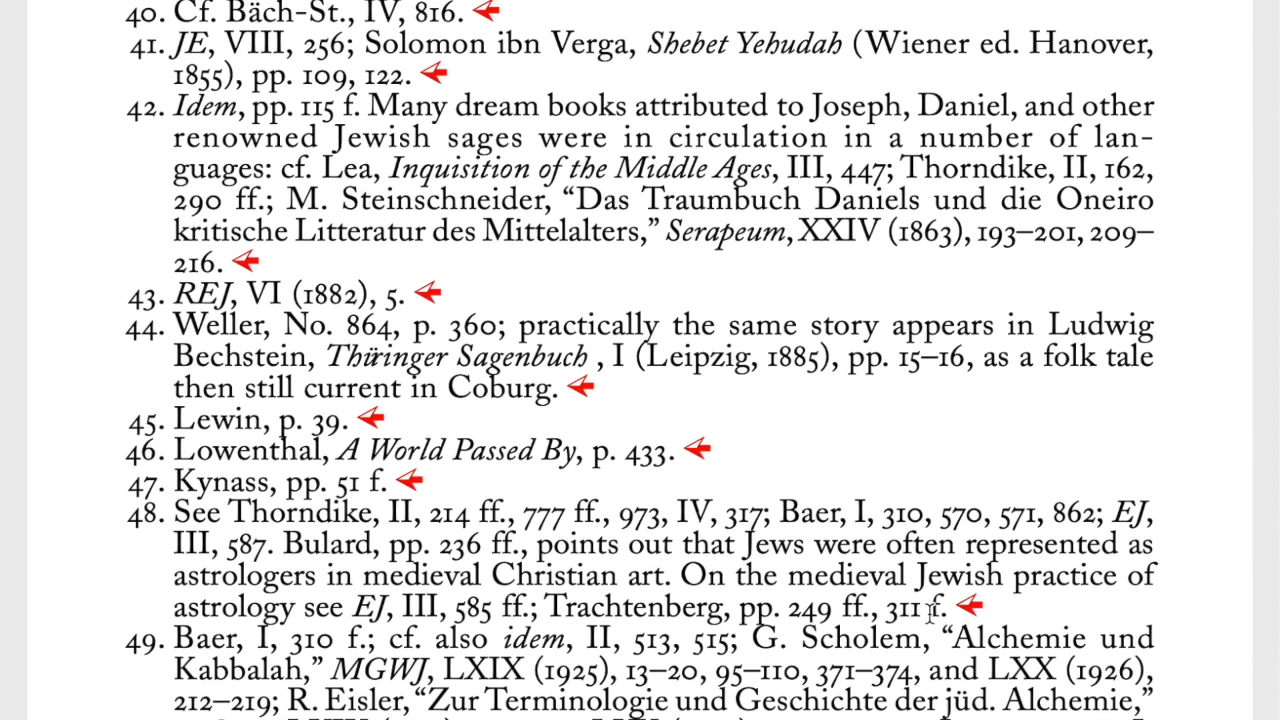 40. Cf. Bäch-St., IV, 816.
41. JE, VIII, 256; Solomon ibn Verga, Shebet Yehudah (Wiener ed. Hanover,
1855), pp. 109, 122.
42. Idem, pp. 115 f. Many dream books attributed to Joseph, Daniel, and other
renowned Jewish sages were in circulation in a number of lan-
guages: cf. Lea, Inquisition of the Middle Ages, III, 447; Thorndike, II, 162,
290 ff.; M. Steinschneider, “Das Traumbuch Daniels und die Oneiro
kritische Litteratur des Mittelalters,” Serapeum, XXIV (1863), 193–201, 209–
216.
43. REJ, VI (1882), 5.
44. Weller, No. 864, p. 360; practically the same story appears in Ludwig
Bechstein, Thüringer Sagenbuch , I (Leipzig, 1885), pp. 15–16, as a folk tale
then still current in Coburg.
45. Lewin, p. 39.
46. Lowenthal, A World Passed By, p. 433.
47. Kynass, pp. 51 f.
48. See Thorndike, II, 214 ff., 777 ff., 973, IV, 317; Baer, I, 310, 570, 571, 862; EJ,
III, 587. Bulard, pp. 236 ff., points out that Jews were often represented as
astrologers in medieval Christian art. On the medieval Jewish practice of
astrology see EJ, III, 585 ff.; Trachtenberg, pp. 249 ff., 311 f.
49. Baer, I, 310 f.; cf. also idem, II, 513, 515; G. Scholem, “Alchemie und
Kabbalah,” MGWJ, LXIX (1925), 13–20, 95–110, 371–374, and LXX (1926),
212–219; R. Eisler, “Zur Terminologie und Geschichte der jüd. Alchemie,”